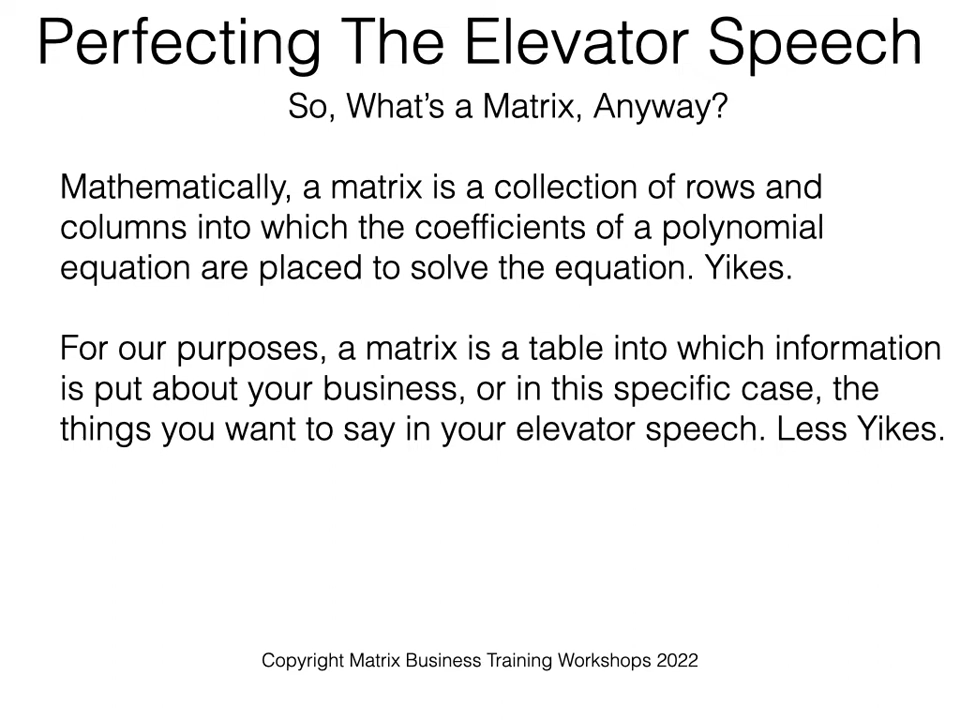 Perfecting The Elevator Speech
So, What's a Matrix, Anyway?
Mathematically, a matrix is a collection of rows and
columns into which the coefficients of a polynomial
equation are placed to solve the equation. Yikes.
For our purposes, a matrix is a table into which information
is put about your business, or in this specific case, the
things you want to say in your elevator speech. Less Yikes.
Copyright Matrix Business Training Workshops 2022